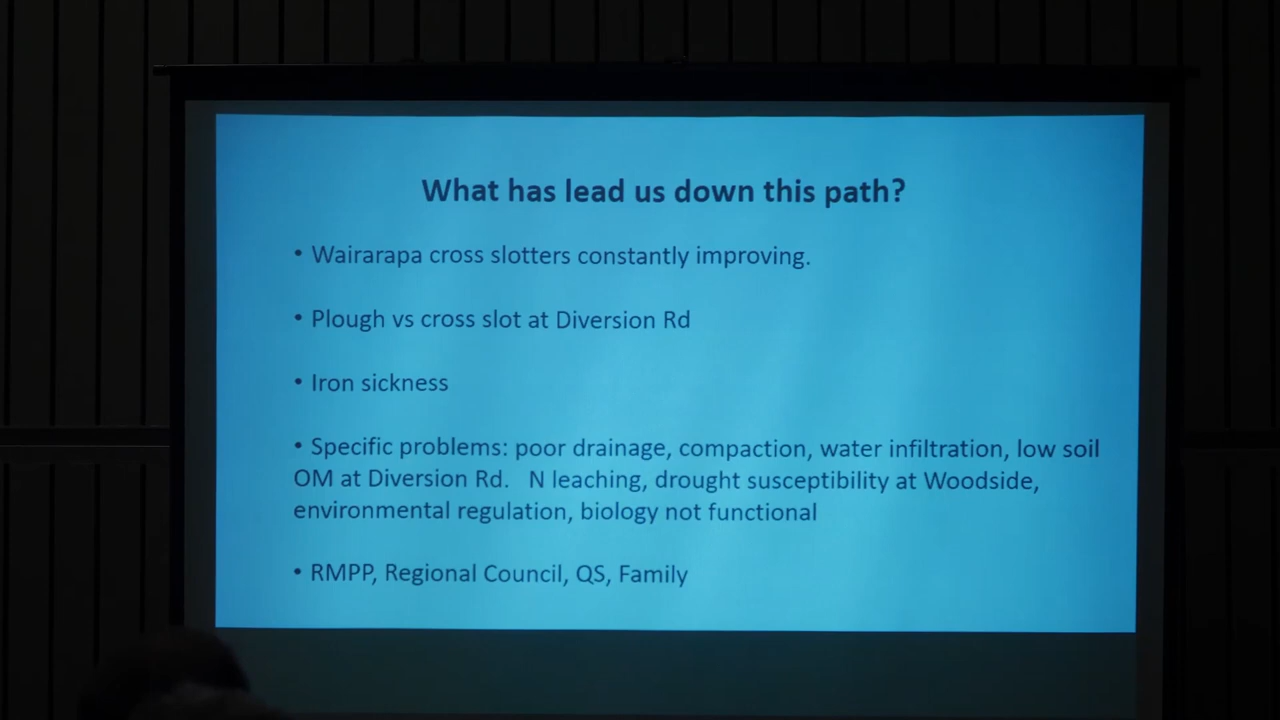 What has lead us down this path?
• Wairarapa cross slotters constantly improving.
• Plough vs cross slot at Diversion Rd
• Iron sickness
• Specific problems: poor drainage, compaction, water infiltration, low soil
OM at Diversion Rd. N leaching, drought susceptibility at Woodside,
environmental regulation, biology not functional
• RMPP, Regional Council, QS, Family